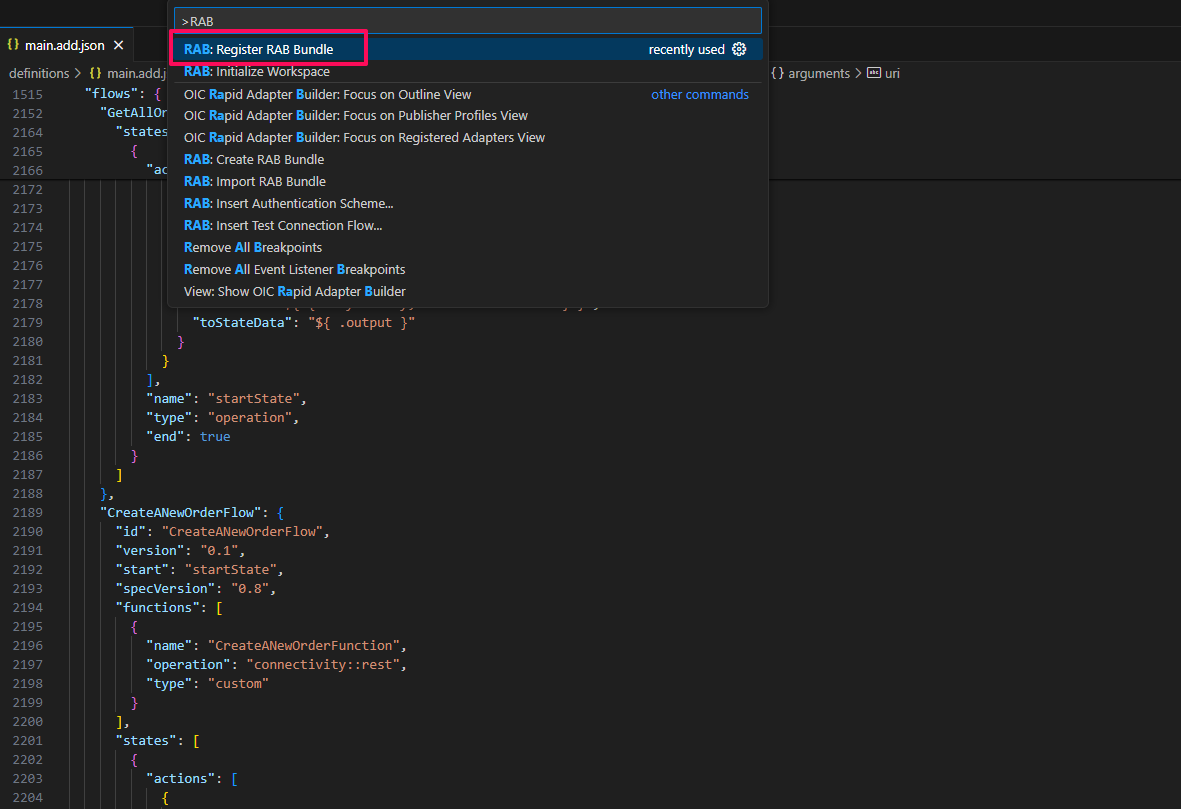 >RAB
main.add.json
RAB: Register RAB Bundle recently used
definitions > {} main.add.j {} arguments > abc uri
RAB: Initialize Workspace
1515 "flows": {
OIC Rapid Adapter Builder: Focus on Outline View other commands
2152 "GetAllOr
OIC Rapid Adapter Builder: Focus on Publisher Profiles View
2164 "states
OIC Rapid Adapter Builder: Focus on Registered Adapters View
2165 {
RAB: Create RAB Bundle
2166 "ac
RAB: Import RAB Bundle
2172
RAB: Insert Authentication Scheme...
2173
RAB: Insert Test Connection Flow...
2174
Remove All Breakpoints
2175
Remove All Event Listener Breakpoints
2176
View: Show OIC Rapid Adapter Builder
2177
2178
2179 "toStateData": "${ .output }"
2180 }
2181 }
2182 ],
2183 "name": "startState",
2184 "type": "operation",
2185 "end": true
2186 }
2187 ]
2188 },
2189 "CreateANewOrderFlow": {
2190 "id": "CreateANewOrderFlow",
2191 "version": "0.1",
2192 "start": "startState",
2193 "specVersion": "0.8",
2194 "functions": [
2195 {
2196 "name": "CreateANewOrderFunction",
2197 "operation": "connectivity::rest",
2198 "type": "custom"
2199 }
2200 ],
2201 "states": [
2202 {
2203 "actions": [
2204 {